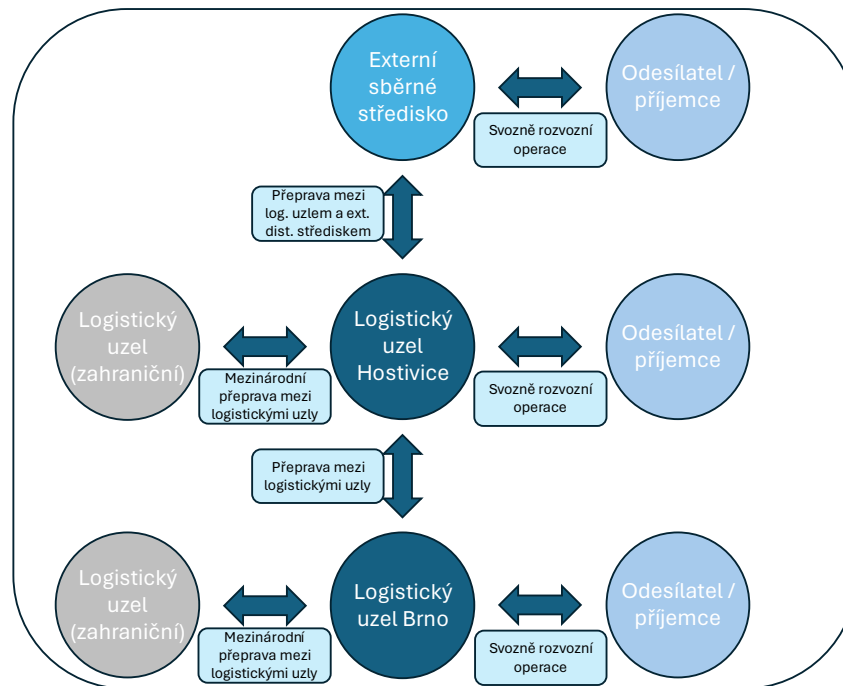 Externí
sběrné
středisko
Odesílatel /
příjemce
Svozně rozvozní
operace
Přeprava mezi
log. uzlem a ext.
dist. střediskem
Logistický
uzel
(zahraniční)
Logistický
uzel
Hostivice
Odesílatel /
příjemce
Mezinárodní
přeprava mezi
logistickými uzly
Svozně rozvozní
operace
Přeprava mezi
logistickými uzly
Logistický
uzel
(zahraniční)
Logistický
uzel Brno
Odesílatel /
příjemce
Mezinárodní
přeprava mezi
logistickými uzly
Svozně rozvozní
operace